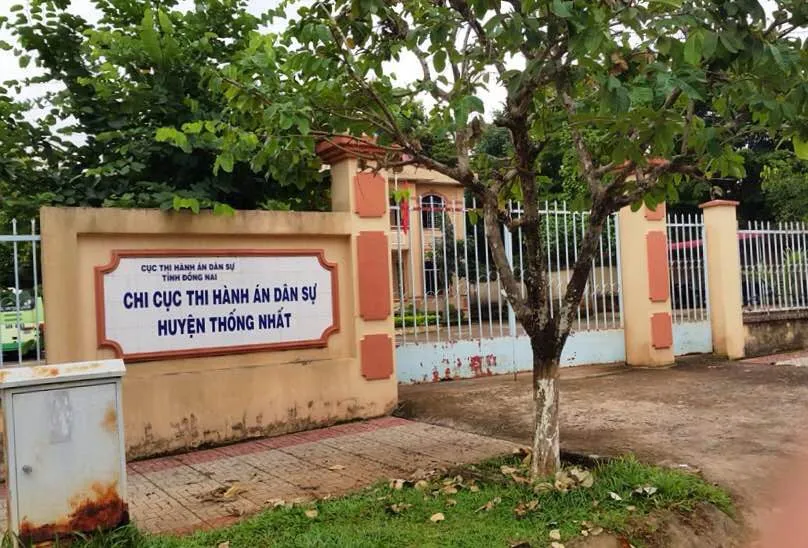 CỤC THI HÀNH ÁN DÂN SỰ
TỈNH ĐỒNG NAI
CHI CỤC THI HÀNH ÁN DÂN SỰ
HUYỆN THỐNG NHẤT